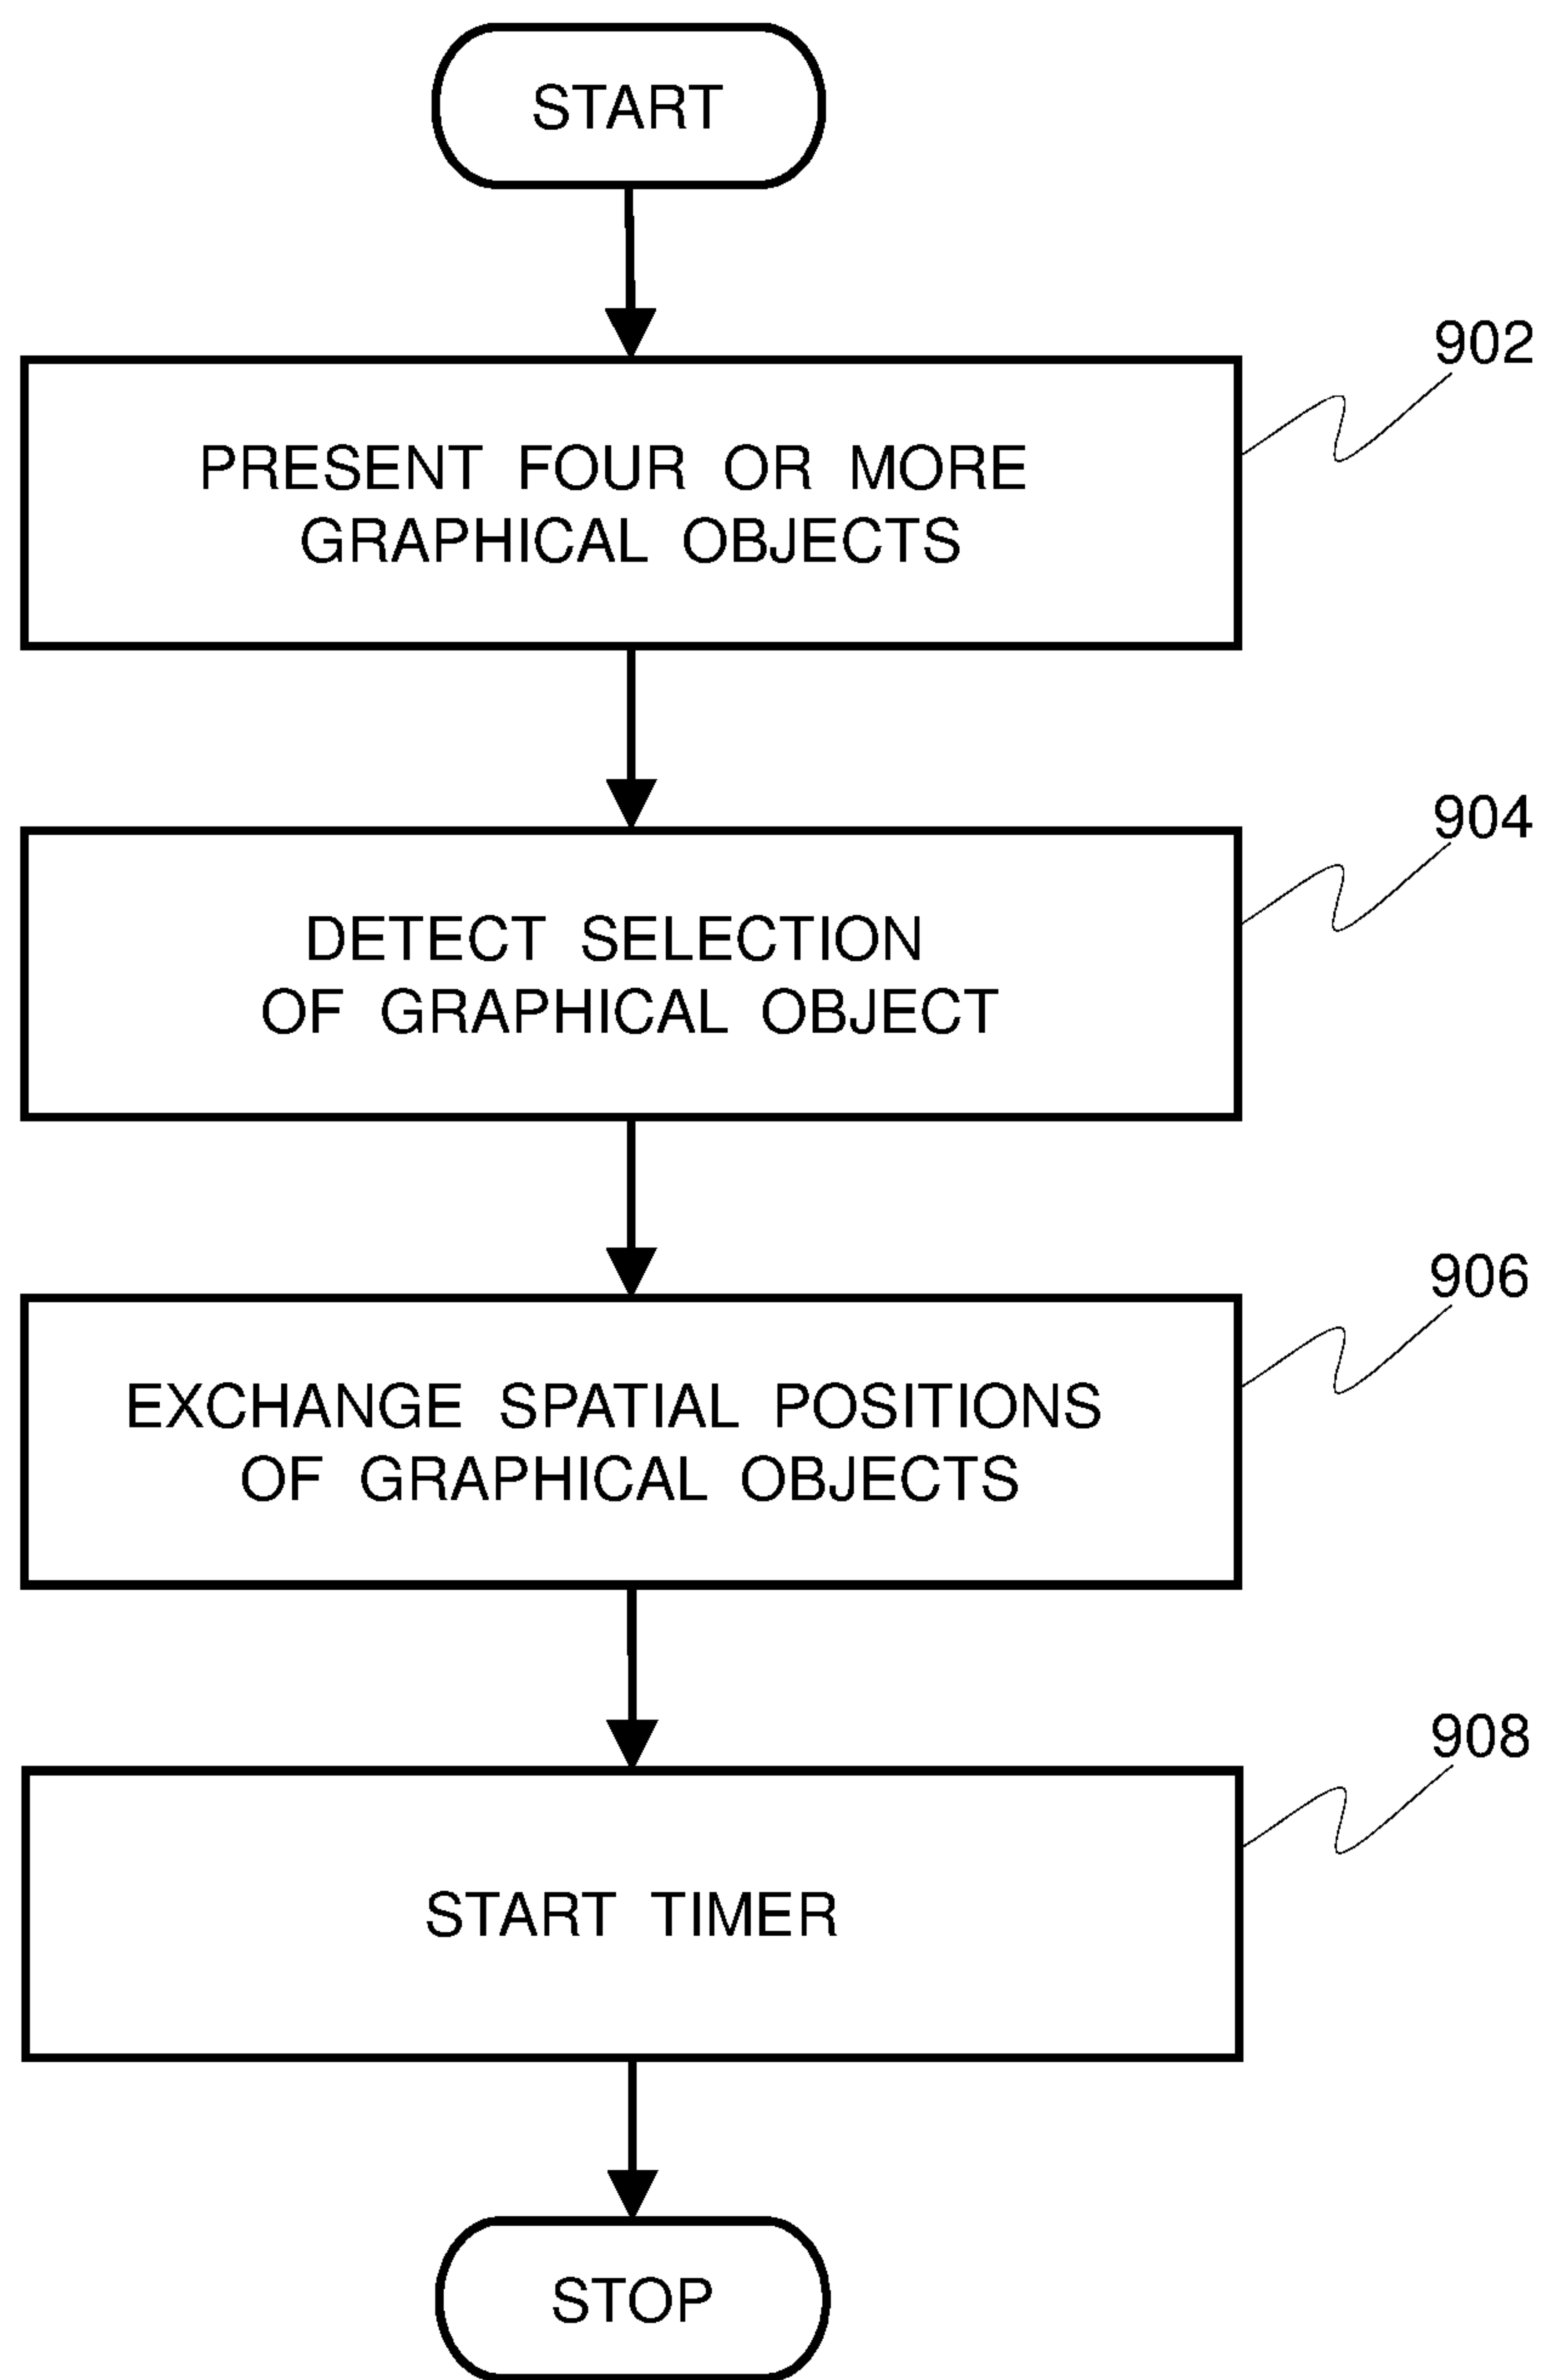 START
902
PRESENT FOUR OR MORE
GRAPHICAL OBJECTS
904
DETECT SELECTION
OF GRAPHICAL OBJECT
906
EXCHANGE SPATIAL POSITIONS
OF GRAPHICAL OBJECTS
908
START TIMER
STOP